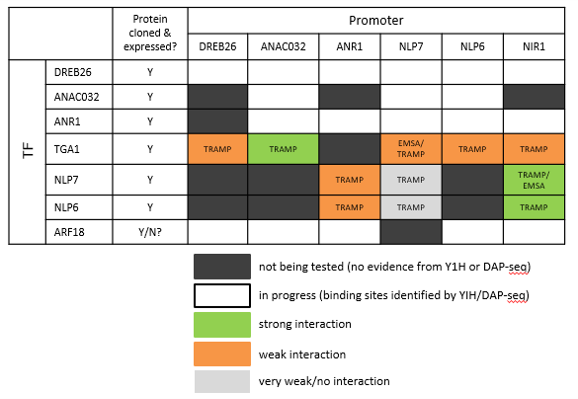 Protein
cloned &
expressed?
Promoter
DREB26 ANAC032 ANR1 NLP7 NLP6 NIR1
TF
DREB26 Y
ANAC032 Y
ANR1 Y
TGA1 Y TRAMP TRAMP EMSA/
TRAMP TRAMP TRAMP
NLP7 Y TRAMP TRAMP TRAMP/
EMSA
NLP6 Y TRAMP TRAMP TRAMP
ARF18 Y/N?
not being tested (no evidence from Y1H or DAP-seq)
in progress (binding sites identified by YIH/DAP-seq)
strong interaction
weak interaction
very weak/no interaction